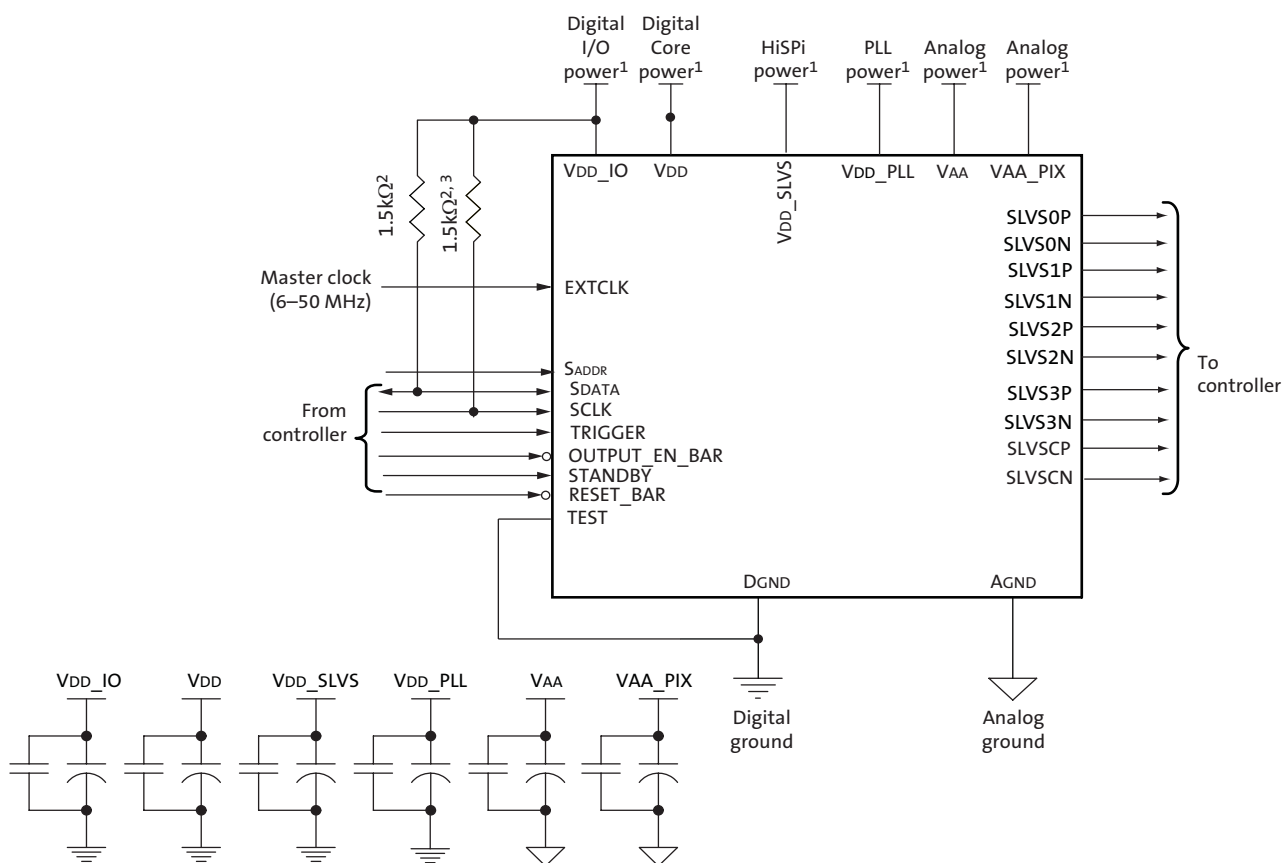 Digital
I/O
power1
Digital
Core
power1
HiSPi
power1
PLL
power1
Analog
power1
Analog
power1
VDD_IO
VDD
VDD_SLVS
VDD_PLL
VAA
VAA_PIX
1.5kΩ2
1.5kΩ2, 3
Master clock
(6–50 MHz)
EXTCLK
SADDR
SDATA
SCLK
TRIGGER
OUTPUT_EN_BAR
STANDBY
RESET_BAR
TEST
From
controller
SLVS0P
SLVS0N
SLVS1P
SLVS1N
SLVS2P
SLVS2N
SLVS3P
SLVS3N
SLVSCP
SLVSCN
To
controller
DGND
AGND
Digital
ground
Analog
ground
VDD_IO
VDD
VDD_SLVS
VDD_PLL
VAA
VAA_PIX